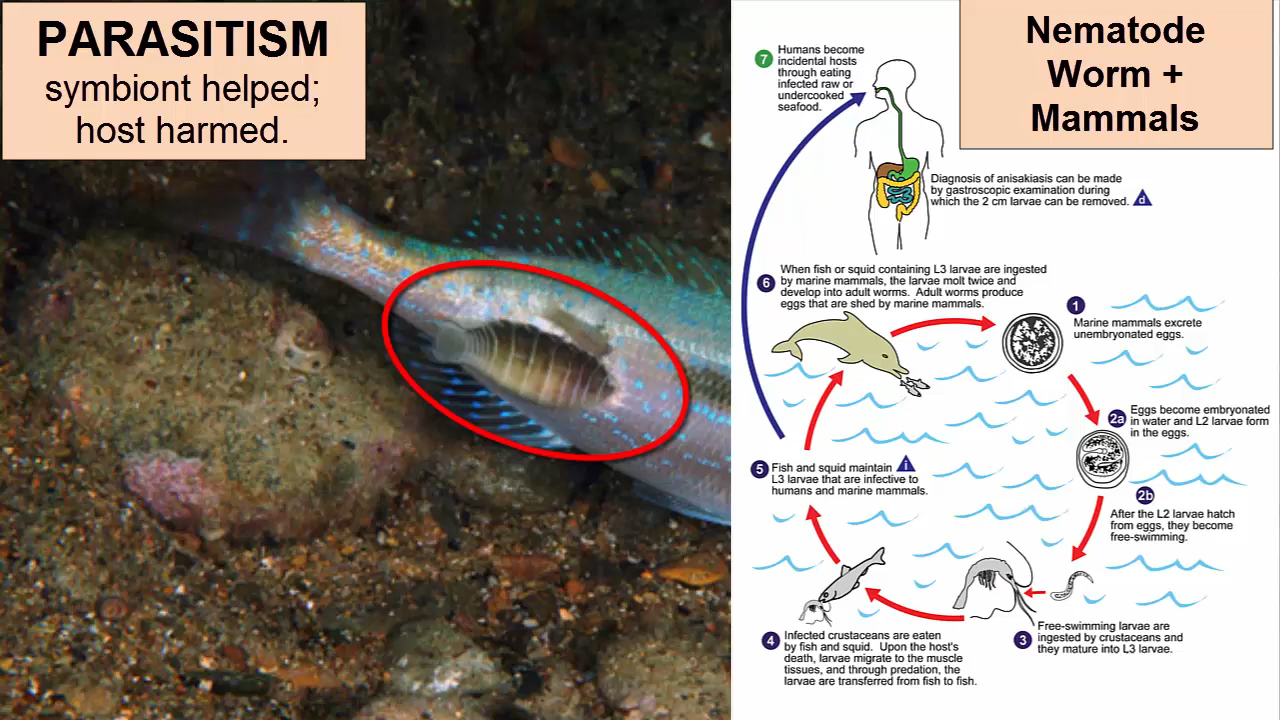 PARASITISM
symbiont helped;
host harmed.
Nematode
Worm +
Mammals
7
Humans become
incidental hosts
through eating
infected raw or
undercooked
seafood.
Diagnosis of anisakiasis can be made
by gastroscopic examination during
which the 2 cm larvae can be removed.
d
6
When fish or squid containing L3 larvae are ingested
by marine mammals, the larvae molt twice and
develop into adult worms. Adult worms produce
eggs that are shed by marine mammals.
1
Marine mammals excrete
unembryonated eggs.
2a
Eggs become embryonated
in water and L2 larvae form
in the eggs.
2b
After the L2 larvae hatch
from eggs, they become
free-swimming.
3
Free-swimming larvae are
ingested by crustaceans and
they mature into L3 larvae.
4
Infected crustaceans are eaten
by fish and squid. Upon the host's
death, larvae migrate to the muscle
tissues, and through predation, the
larvae are transferred from fish to fish.
5
Fish and squid maintain
i
L3 larvae that are infective to
humans and marine mammals.